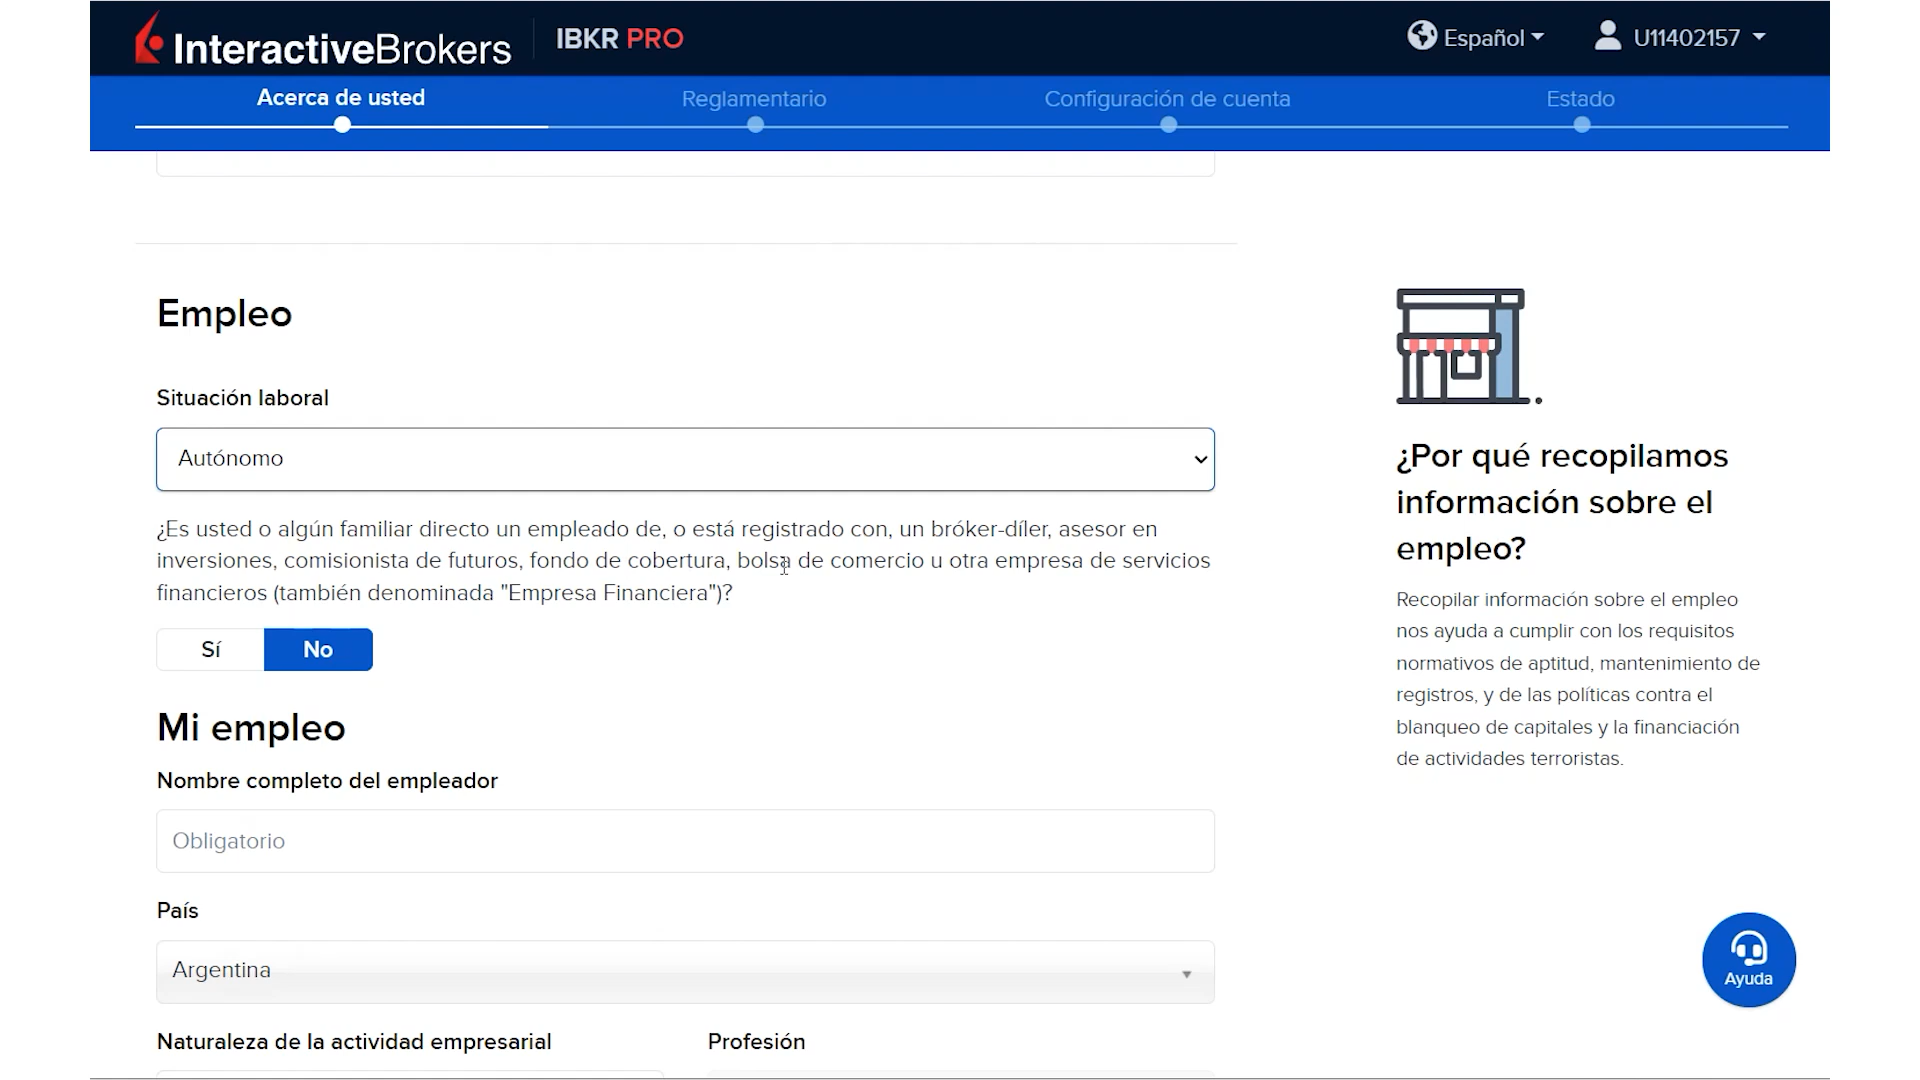 InteractiveBrokers
IBKR PRO
Español
U11402157
Acerca de usted
Reglamentario
Configuración de cuenta
Estado
Empleo
Situación laboral
Autónomo
¿Es usted o algún familiar directo un empleado de, o está registrado con, un bróker-díler, asesor en
inversiones, comisionista de futuros, fondo de cobertura, bolsa de comercio u otra empresa de servicios
financieros (también denominada "Empresa Financiera")?
Sí
No
Mi empleo
Nombre completo del empleador
Obligatorio
País
Argentina
Naturaleza de la actividad empresarial
Profesión
¿Por qué recopilamos
información sobre el
empleo?
Recopilar información sobre el empleo
nos ayuda a cumplir con los requisitos
normativos de aptitud, mantenimiento de
registros, y de las políticas contra el
blanqueo de capitales y la financiación
de actividades terroristas.
Ayuda